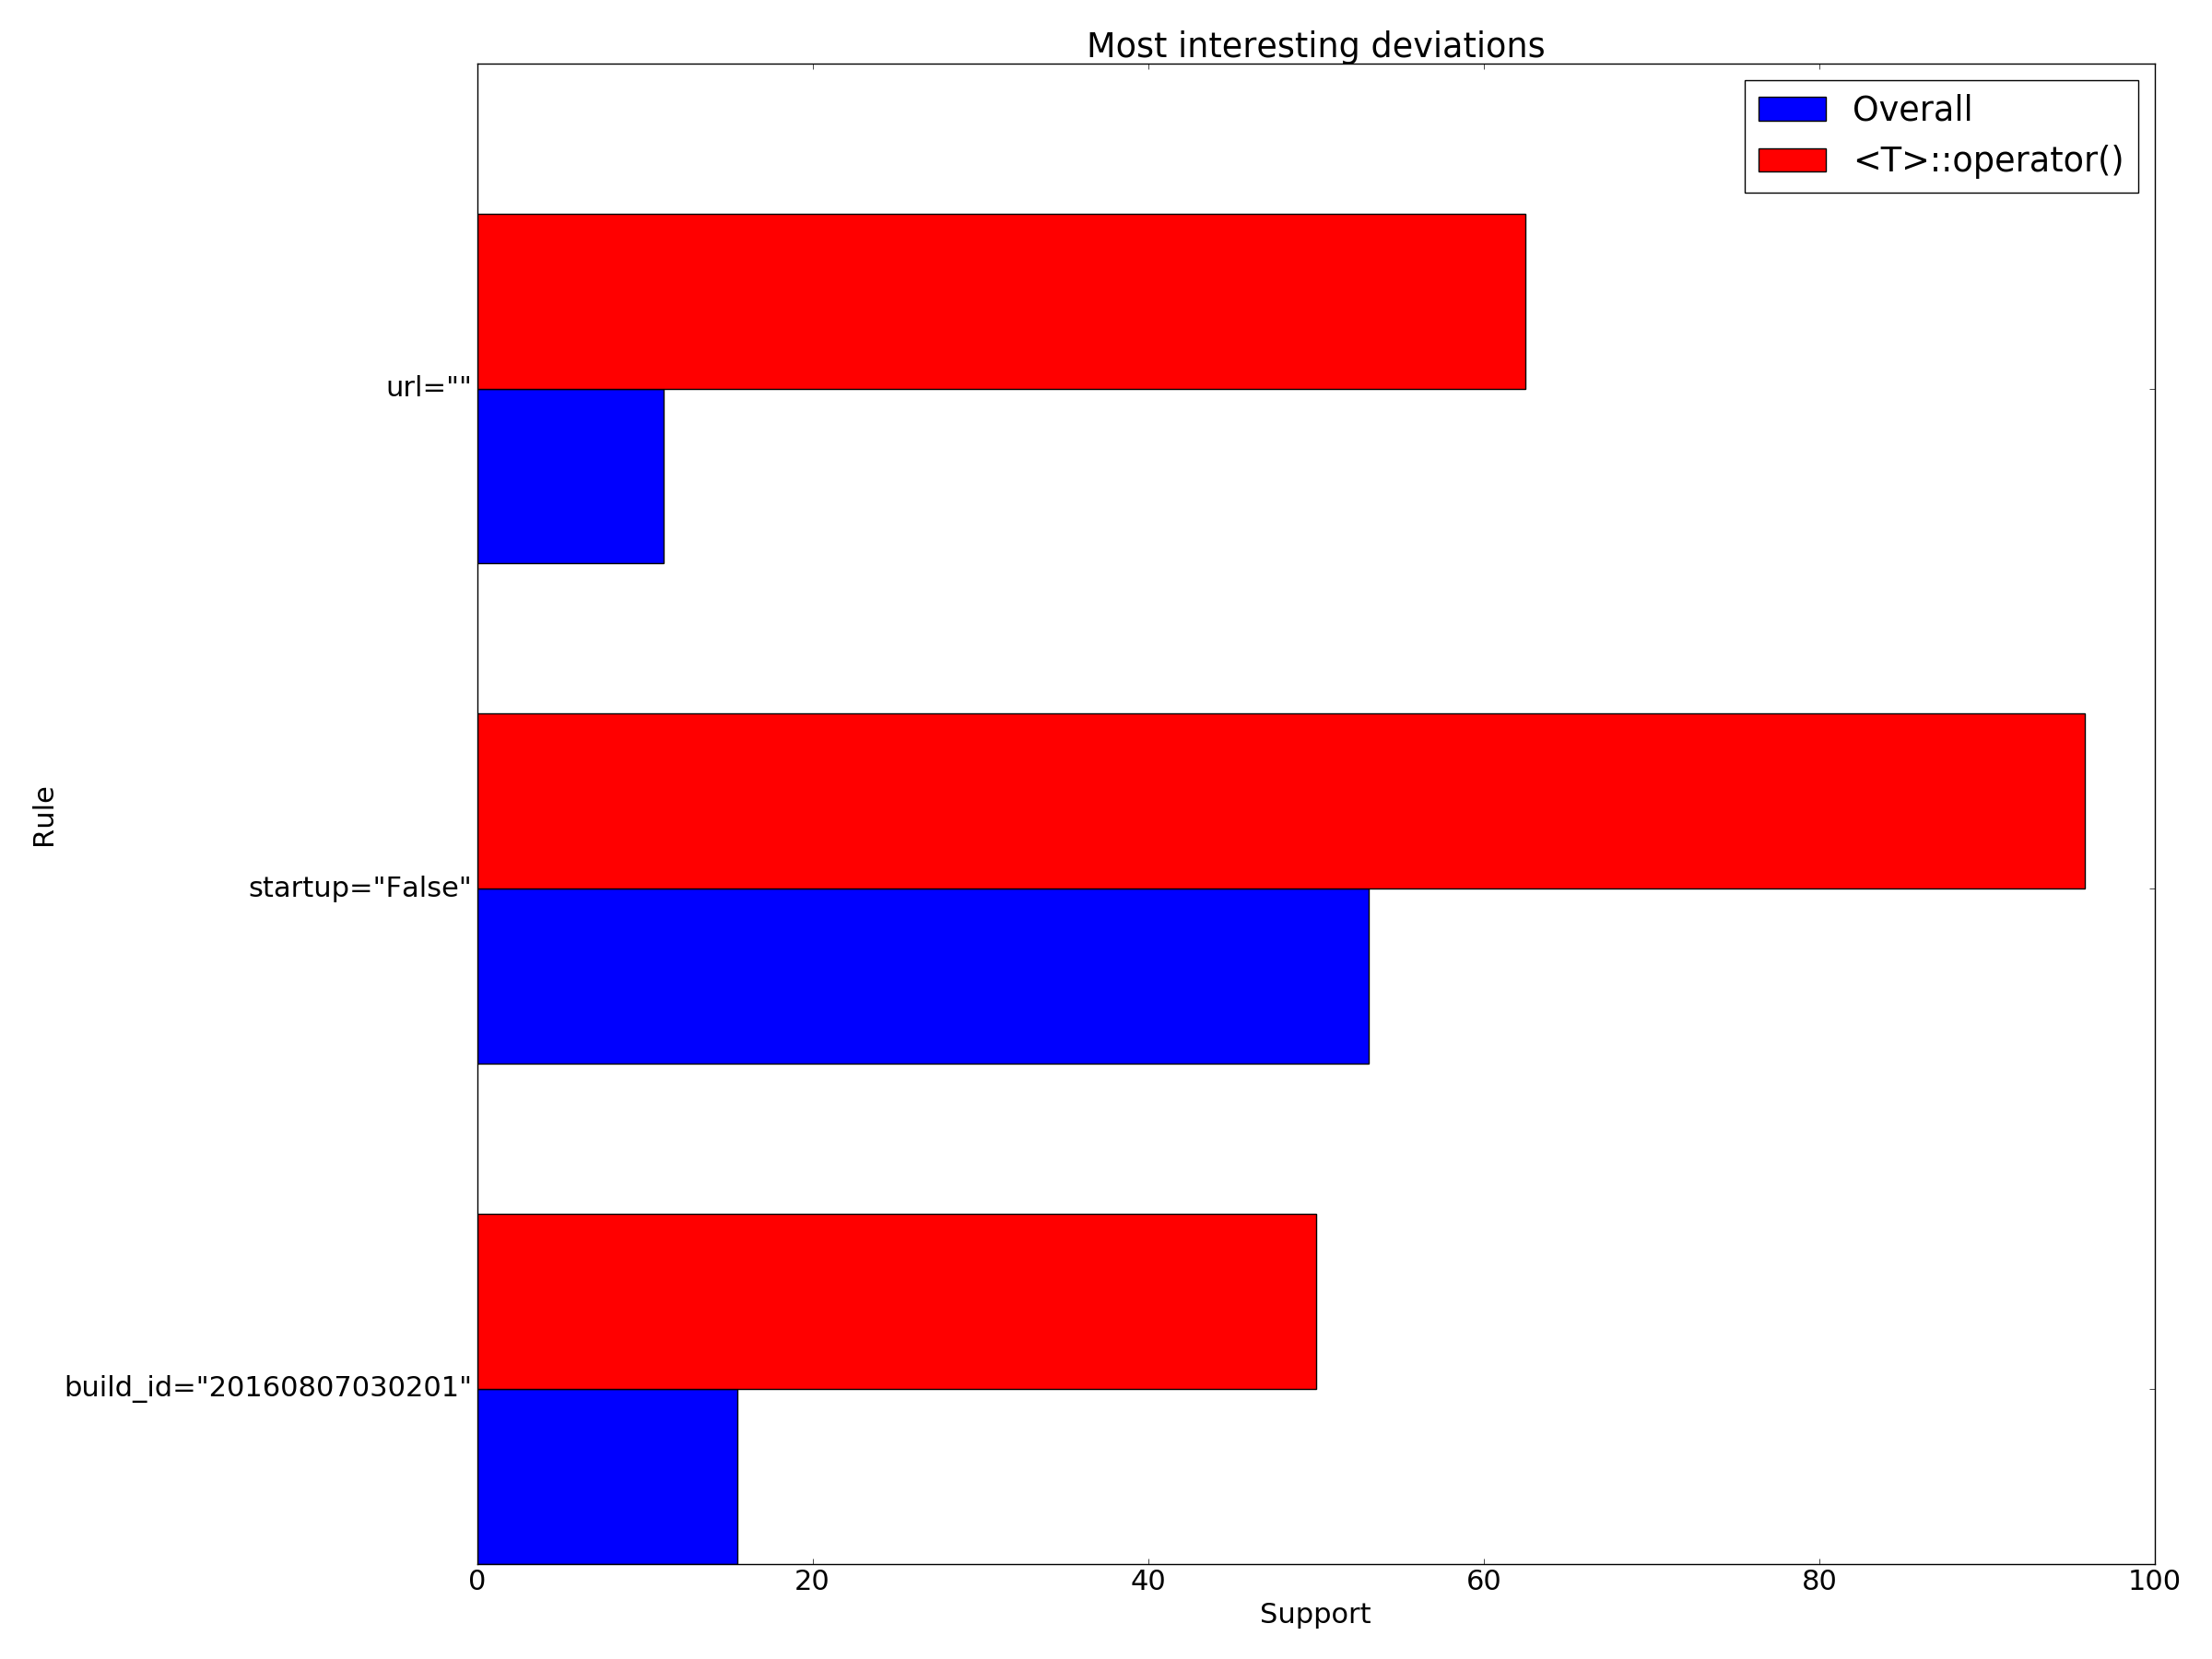 Most interesting deviations
Overall
<T>::operator()
url=""
startup="False"
build_id="20160807030201"
Rule
0 20 40 60 80 100
Support